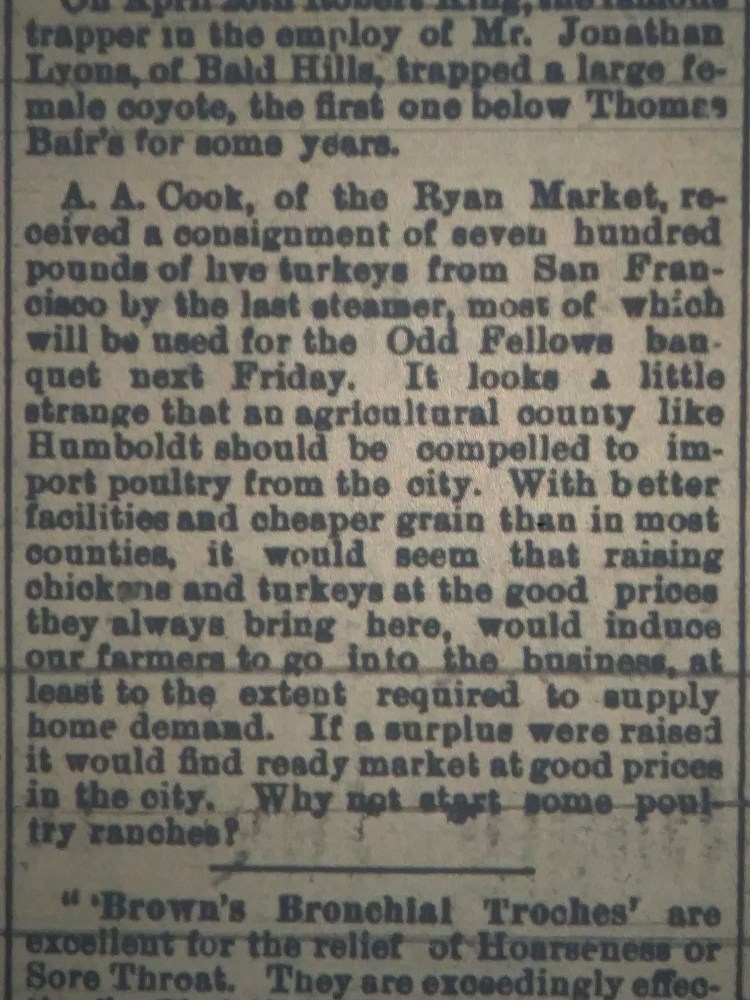 On April 20th Robert King, the famous
trapper in the employ of Mr. Jonathan
Lyons, of Bald Hills, trapped a large fe-
male coyote, the first one below Thomas
Bair's for some years.
A. A. Cook, of the Ryan Market, re-
ceived a consignment of seven hundred
pounds of live turkeys from San Fran-
cisco by the last steamer, most of which
will be used for the Odd Fellows ban-
quet next Friday. It looks a little
strange that an agricultural county like
Humboldt should be compelled to im-
port poultry from the city. With better
facilities and cheaper grain than in most
counties, it would seem that raising
chickens and turkeys at the good prices
they always bring here, would induce
our farmers to go into the business, at
least to the extent required to supply
home demand. If a surplus were raised
it would find ready market at good prices
in the city. Why not start some poul-
try ranches?
"'Brown's Bronchial Troches' are
excellent for the relief of Hoarseness or
Sore Throat. They are exceedingly effec-